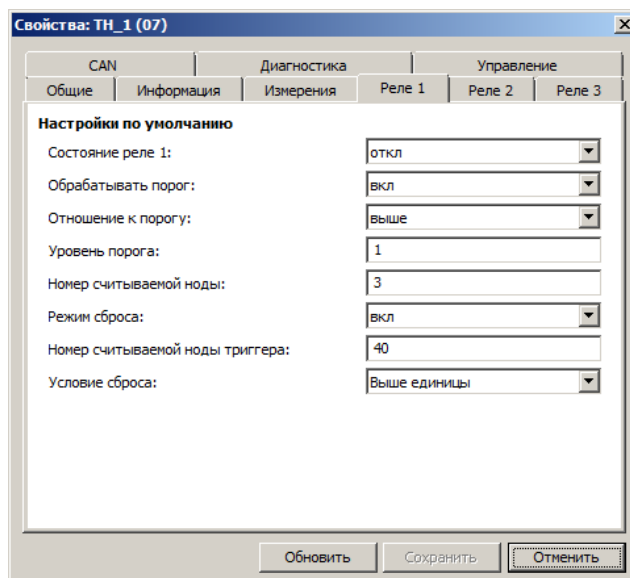 Свойства: ТН_1 (07)
CAN Диагностика Управление
Общие Информация Измерения Реле 1 Реле 2 Реле 3
Настройки по умолчанию
Состояние реле 1: откл
Обрабатывать порог: вкл
Отношение к порогу: выше
Уровень порога: 1
Номер считываемой ноды: 3
Режим сброса: вкл
Номер считываемой ноды триггера: 40
Условие сброса: Выше единицы
Обновить Сохранить Отменить